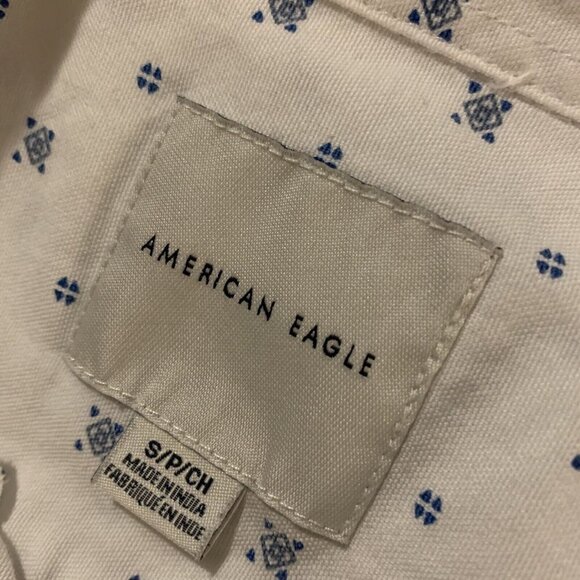 AMERICAN EAGLE
S/P/CH
MADE IN INDIA
FABRIQUÉ EN INDE